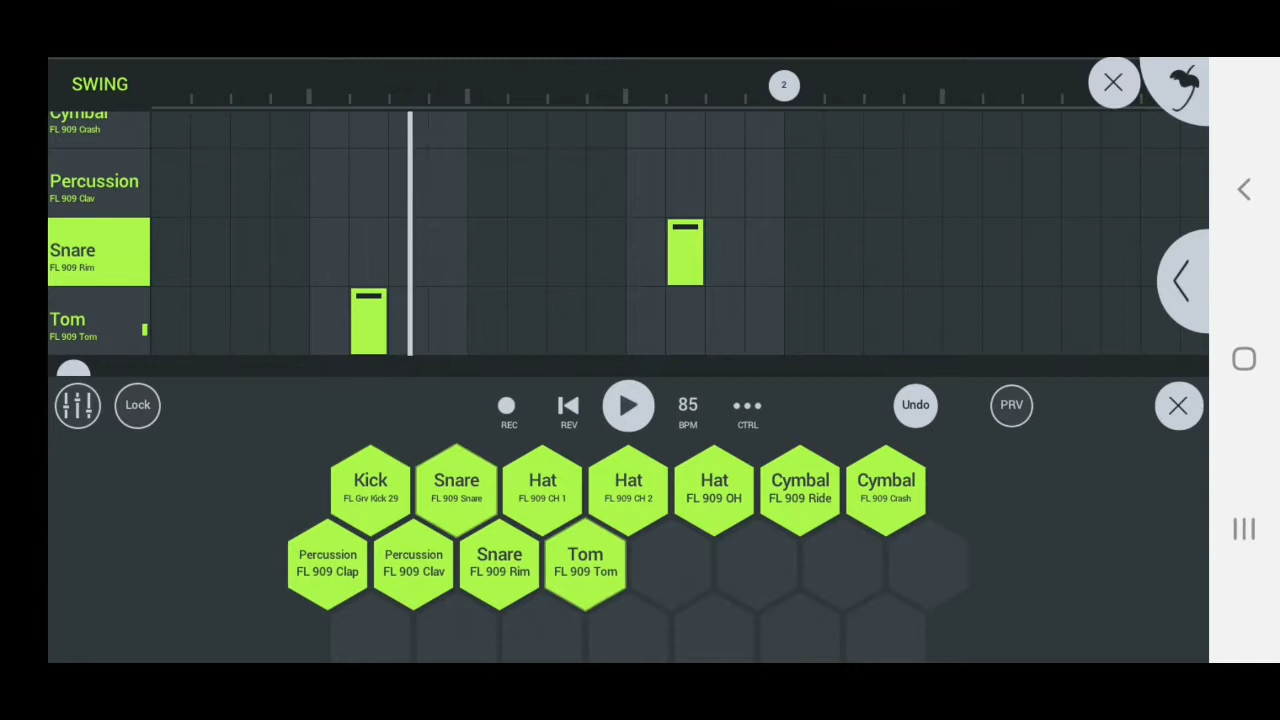 SWING
2
Cymbal
FL 909 Crash
Percussion
FL 909 Clav
Snare
FL 909 Rim
Tom
FL 909 Tom
Lock
REC
REV
85
BPM
CTRL
Undo
PRV
Kick
FL Grv Kick 29
Snare
FL 909 Snare
Hat
FL 909 CH 1
Hat
FL 909 CH 2
Hat
FL 909 OH
Cymbal
FL 909 Ride
Cymbal
FL 909 Crash
Percussion
FL 909 Clap
Percussion
FL 909 Clav
Snare
FL 909 Rim
Tom
FL 909 Tom